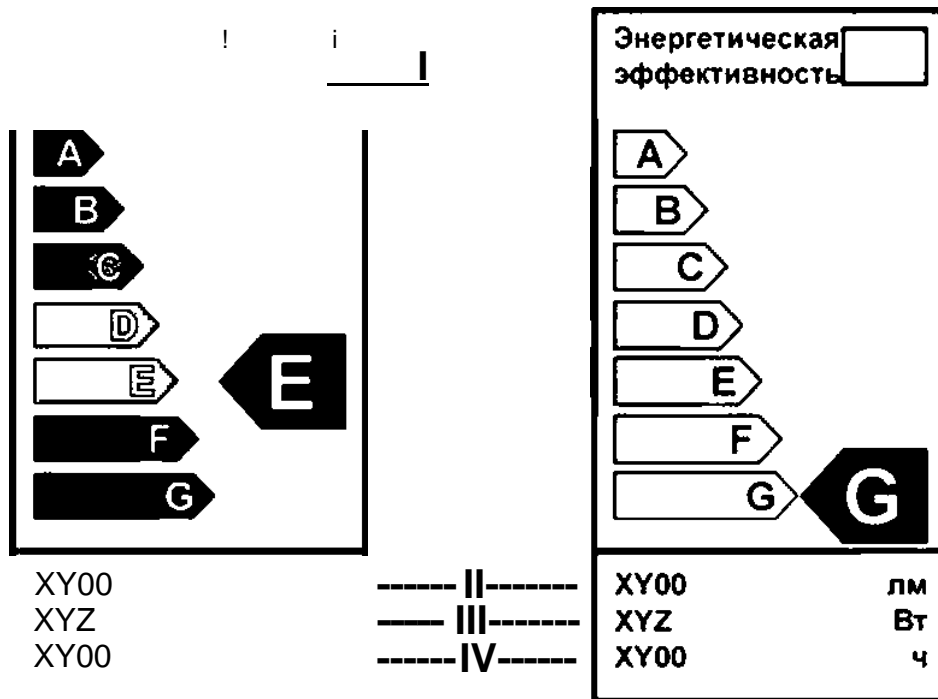 ! i
I
A
B
C
D
E
F
G
E
XY00
XYZ
XY00
II
III
IV
Энергетическая
эффективность
A
B
C
D
E
F
G
G
XY00 лм
XYZ Вт
XY00 ч